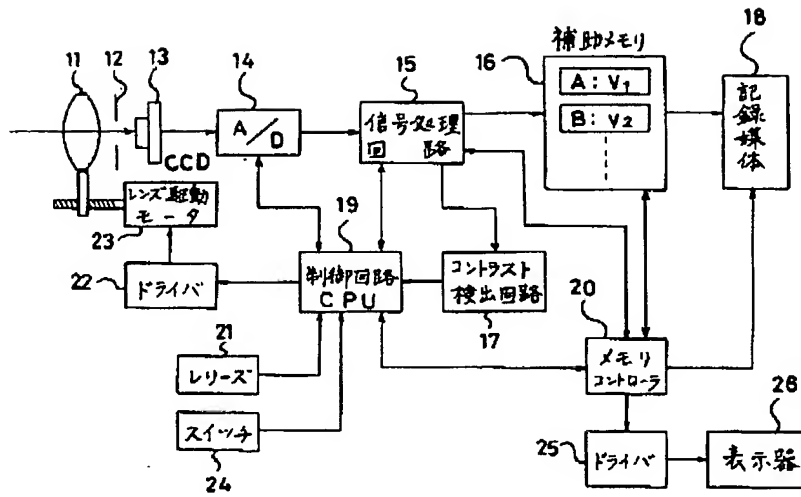 11
12
13
CCD
14
A/D
15
信号処理
回路
補助メモリ
16
A: V1
B: V2
18
記録媒体
レンズ駆動
モータ
23
19
制御回路
CPU
コントラスト
検出回路
17
22
ドライバ
20
メモリ
コントローラ
21
レリーズ
スイッチ
24
25
ドライバ
26
表示器